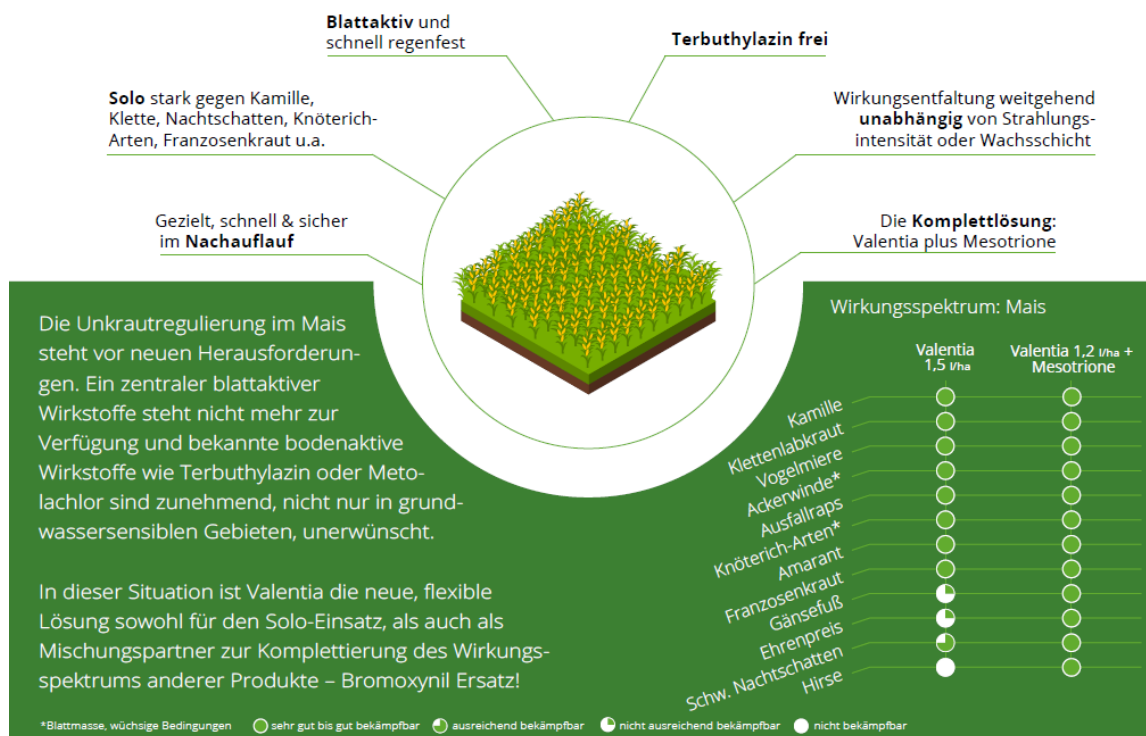 Blattaktiv und
schnell regenfest
Terbuthylazin frei
Solo stark gegen Kamille,
Klette, Nachtschatten, Knöterich-
Arten, Franzosenkraut u.a.
Wirkungsentfaltung weitgehend
unabhängig von Strahlungs-
intensität oder Wachsschicht
Gezielt, schnell & sicher
im Nachauflauf
Die Komplettlösung:
Valentia plus Mesotrione
Die Unkrautregulierung im Mais
steht vor neuen Herausforderun-
gen. Ein zentraler blattaktiver
Wirkstoffe steht nicht mehr zur
Verfügung und bekannte bodenaktive
Wirkstoffe wie Terbuthylazin oder Meto-
lachlor sind zunehmend, nicht nur in grund-
wassersensiblen Gebieten, unerwünscht.
In dieser Situation ist Valentia die neue, flexible
Lösung sowohl für den Solo-Einsatz, als auch als
Mischungspartner zur Komplettierung des Wirkungs-
spektrums anderer Produkte – Bromoxynil Ersatz!
Wirkungsspektrum: Mais
Valentia
1,5 l/ha
Valentia 1,2 l/ha +
Mesotrione
Kamille
Klettenlabkraut
Vogelmiere
Ackerwinde*
Ausfallraps
Knöterich-Arten*
Amarant
Franzosenkraut
Gänsefuß
Ehrenpreis
Schw. Nachtschatten
Hirse
*Blattmasse, wüchsige Bedingungen
sehr gut bis gut bekämpfbar
ausreichend bekämpfbar
nicht ausreichend bekämpfbar
nicht bekämpfbar